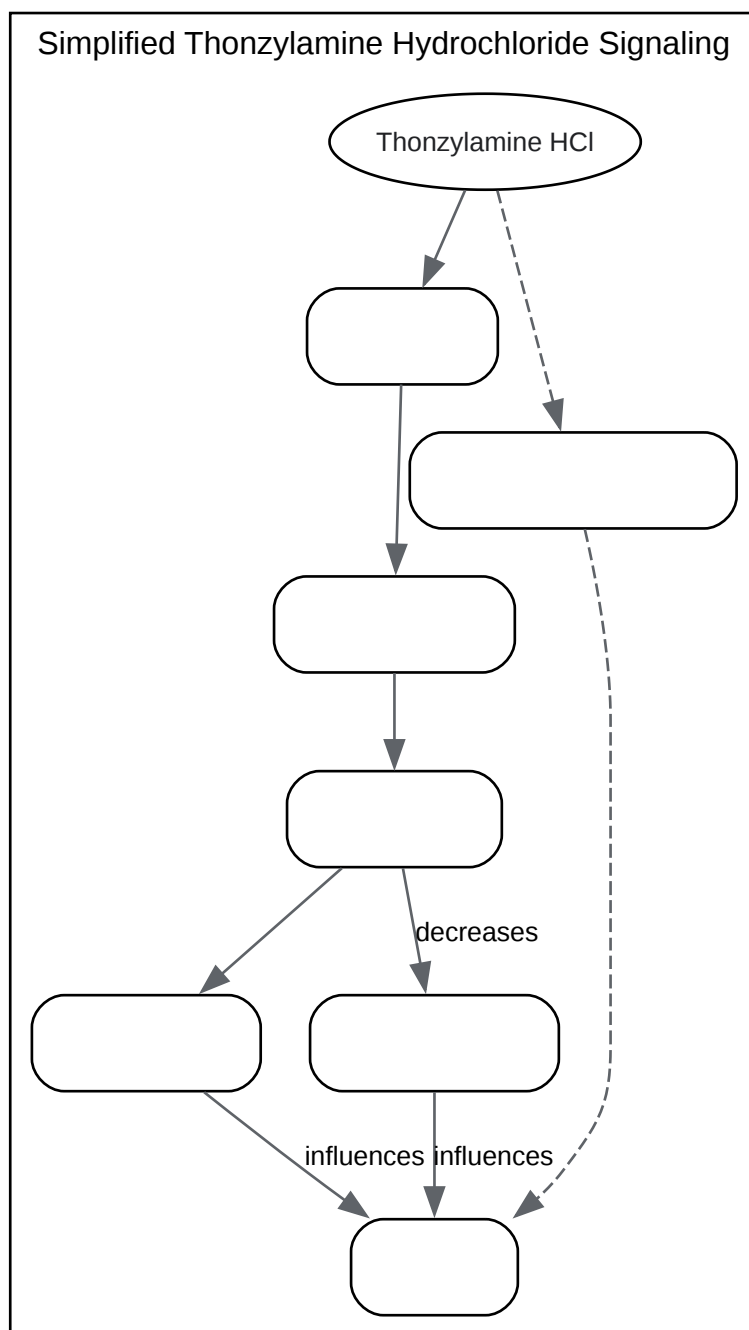 Simplified Thonzylamine Hydrochloride Signaling
Thonzylamine HCl
decreases
influences
influences